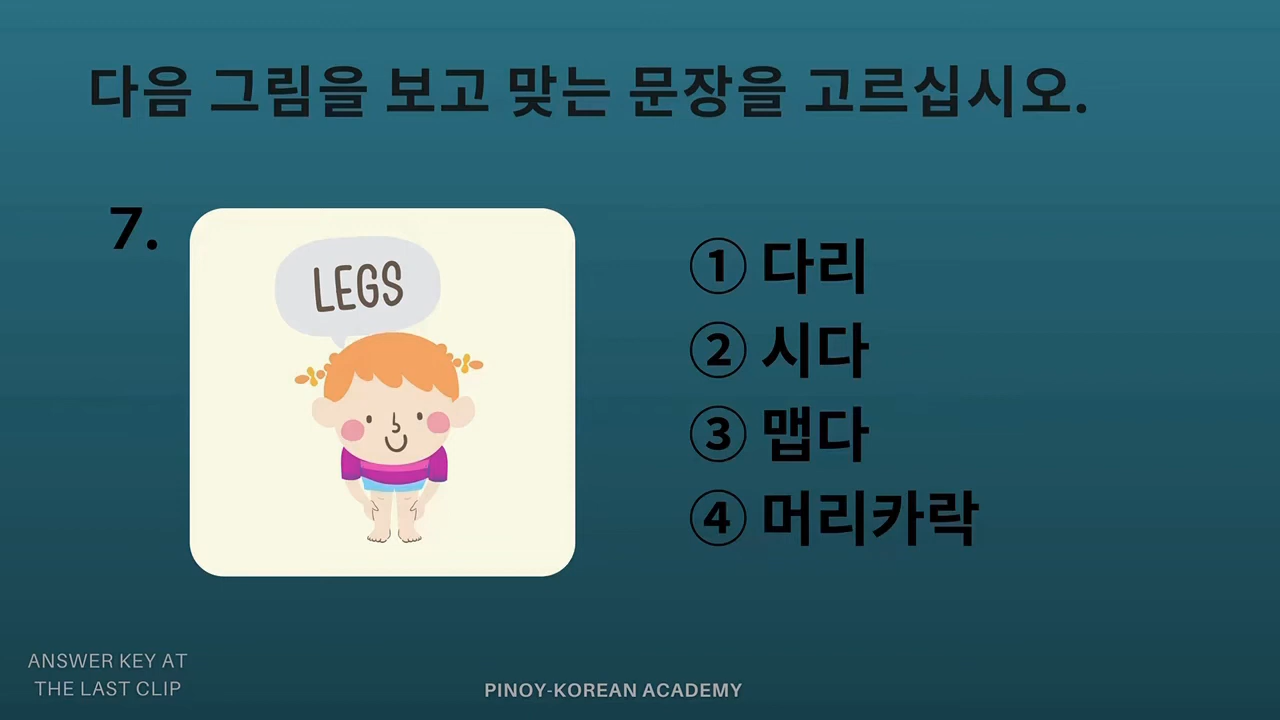 다음 그림을 보고 맞는 문장을 고르십시오.
7.
LEGS
① 다리
② 시다
③ 맵다
④ 머리카락
ANSWER KEY AT
THE LAST CLIP
PINOY-KOREAN ACADEMY